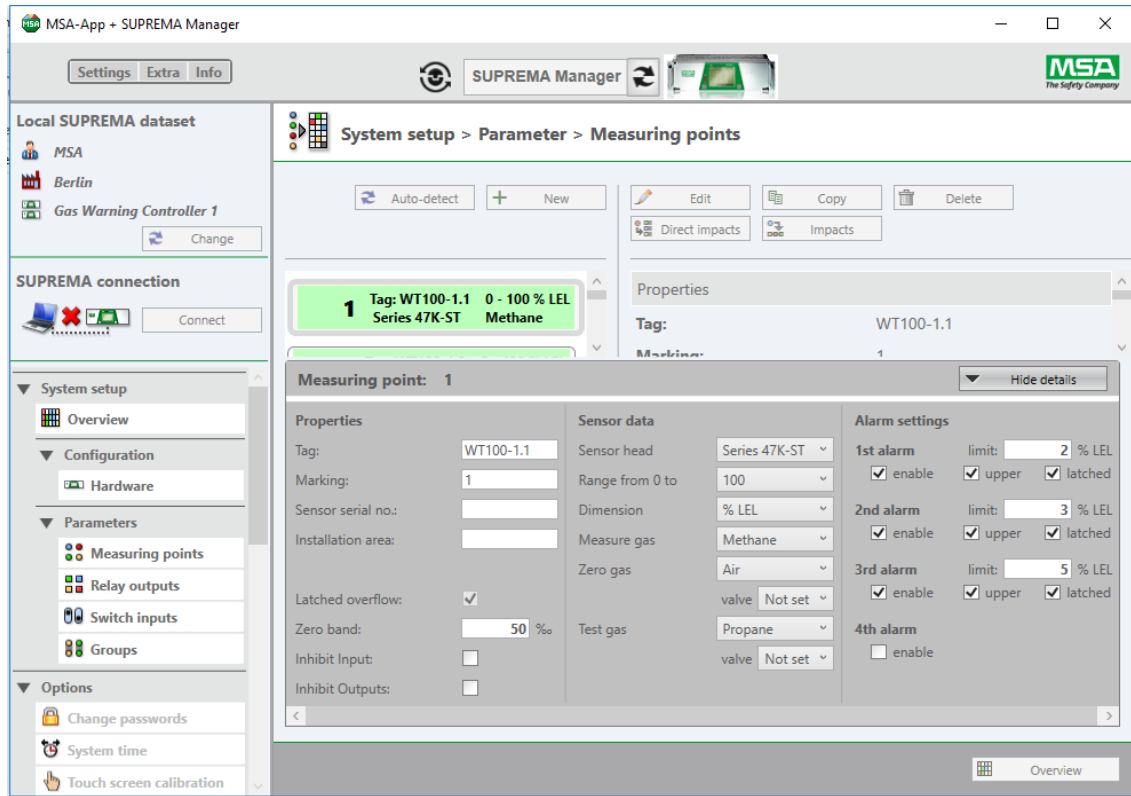 MSA-App + SUPREMA Manager
Settings Extra Info
SUPREMA Manager
MSA
The Safety Company
Local SUPREMA dataset
MSA
Berlin
Gas Warning Controller 1
Change
SUPREMA connection
Connect
System setup
Overview
Configuration
Hardware
Parameters
Measuring points
Relay outputs
Switch inputs
Groups
Options
Change passwords
System time
Touch screen calibration
System setup > Parameter > Measuring points
Auto-detect New
Edit Copy Delete
Direct impacts Impacts
1 Tag: WT100-1.1 0 - 100 % LEL
Series 47K-ST Methane
Properties
Tag: WT100-1.1
Marking: 1
Measuring point: 1
Hide details
Properties
Tag: WT100-1.1
Marking: 1
Sensor serial no.:
Installation area:
Latched overflow:
Zero band: 50 ‰
Inhibit Input:
Inhibit Outputs:
Sensor data
Sensor head Series 47K-ST
Range from 0 to 100
Dimension % LEL
Measure gas Methane
Zero gas Air
valve Not set
Test gas Propane
valve Not set
Alarm settings
1st alarm limit: 2 % LEL
enable upper latched
2nd alarm limit: 3 % LEL
enable upper latched
3rd alarm limit: 5 % LEL
enable upper latched
4th alarm
enable
Overview